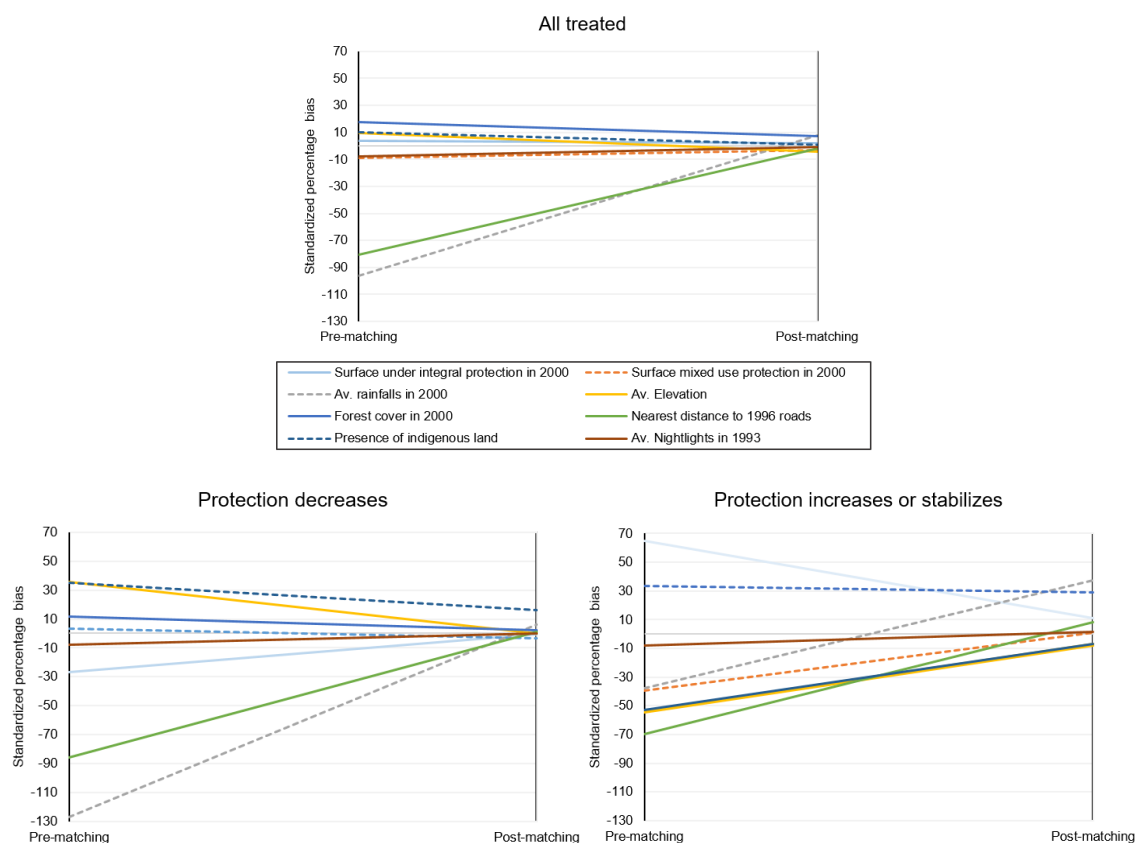 All treated
Standardized percentage bias
70
50
30
10
-10
-30
-50
-70
-90
-110
-130
Pre-matching Post-matching
Surface under integral protection in 2000 Surface mixed use protection in 2000
Av. rainfalls in 2000 Av. Elevation
Forest cover in 2000 Nearest distance to 1996 roads
Presence of indigenous land Av. Nightlights in 1993
Protection decreases
Standardized percentage bias
70
50
30
10
-10
-30
-50
-70
-90
-110
-130
Pre-matching Post-matching
Protection increases or stabilizes
Standardized percentage bias
70
50
30
10
-10
-30
-50
-70
-90
-110
-130
Pre-matching Post-matching